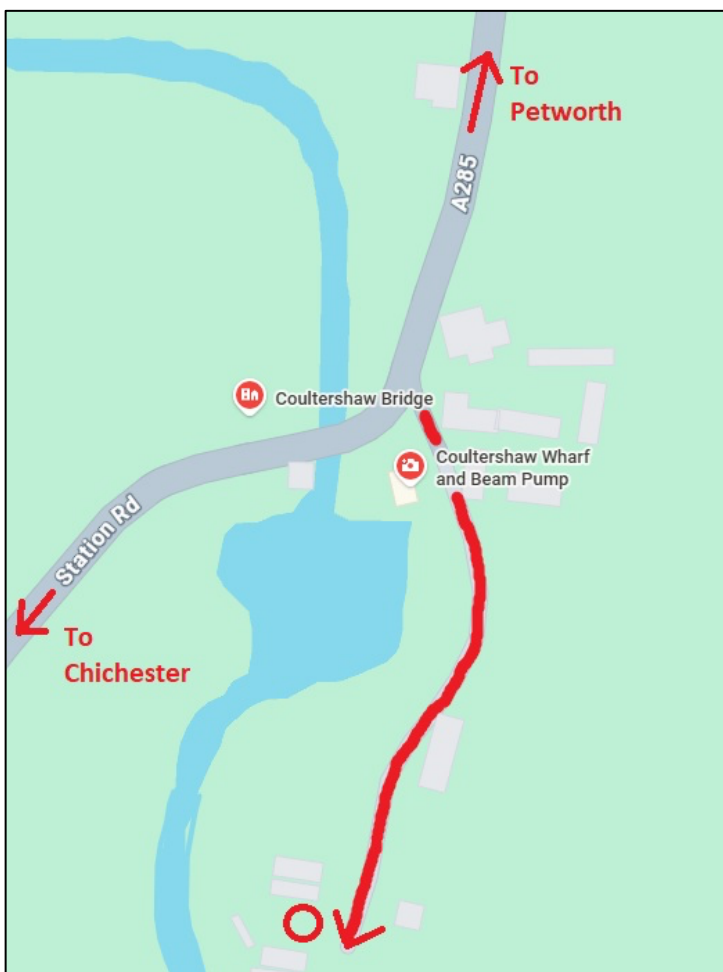 To
Petworth
A285
Coultershaw Bridge
Coultershaw Wharf
and Beam Pump
Station Rd
To
Chichester